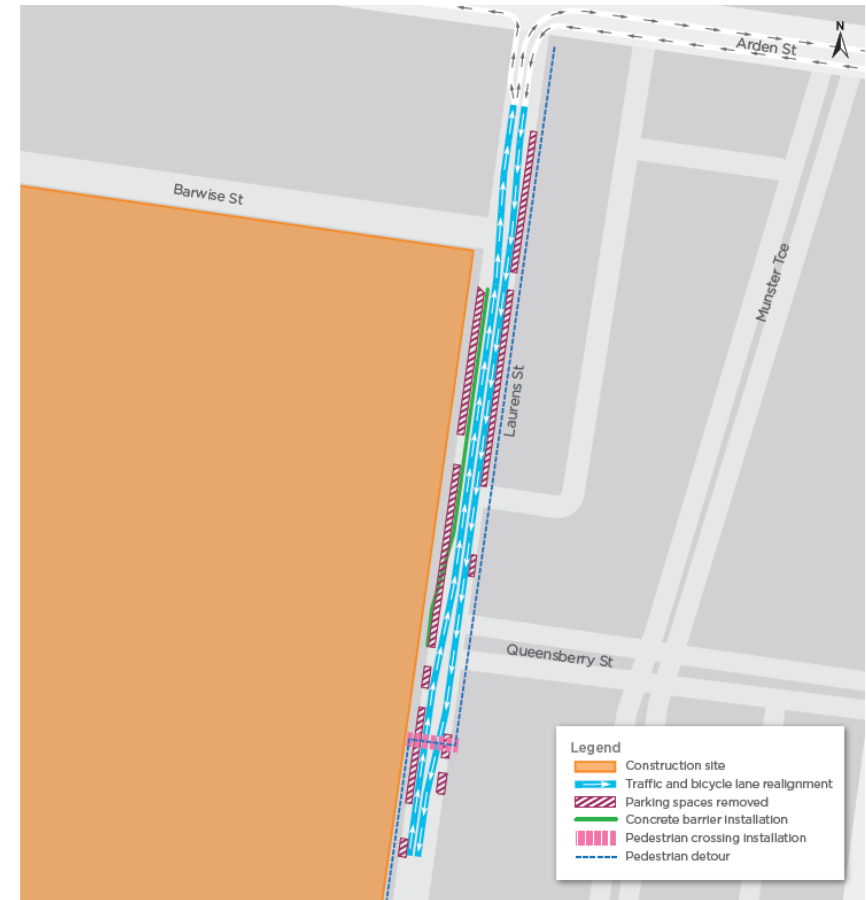 N
Arden St
Barwise St
Munster Tce
Laurens St
Queensberry St
Legend
Construction site
Traffic and bicycle lane realignment
Parking spaces removed
Concrete barrier installation
Pedestrian crossing installation
Pedestrian detour